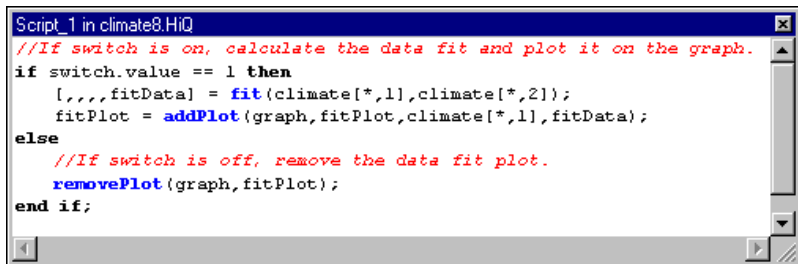 Script_1 in climate8.HiQ
//If switch is on, calculate the data fit and plot it on the graph.
if switch.value == 1 then
[,,,,fitData] = fit(climate[*,1],climate[*,2]);
fitPlot = addPlot(graph,fitPlot,climate[*,1],fitData);
else
//If switch is off, remove the data fit plot.
removePlot(graph,fitPlot);
end if;